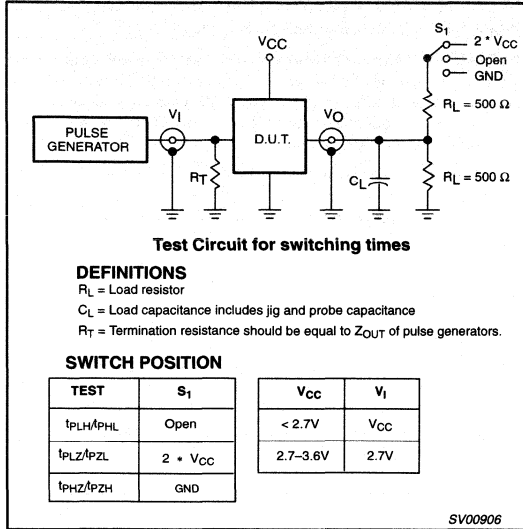 S1
2 * VCC
Open
GND
VCC
RL = 500 Ω
VI
VO
PULSE
GENERATOR
D.U.T.
RT
CL
RL = 500 Ω
Test Circuit for switching times
DEFINITIONS
RL = Load resistor
CL = Load capacitance includes jig and probe capacitance
RT = Termination resistance should be equal to ZOUT of pulse generators.
SWITCH POSITION
TEST S1
tPLH/tPHL Open
tPLZ/tPZL 2 * VCC
tPHZ/tPZH GND
VCC VI
< 2.7V VCC
2.7–3.6V 2.7V
SV00906